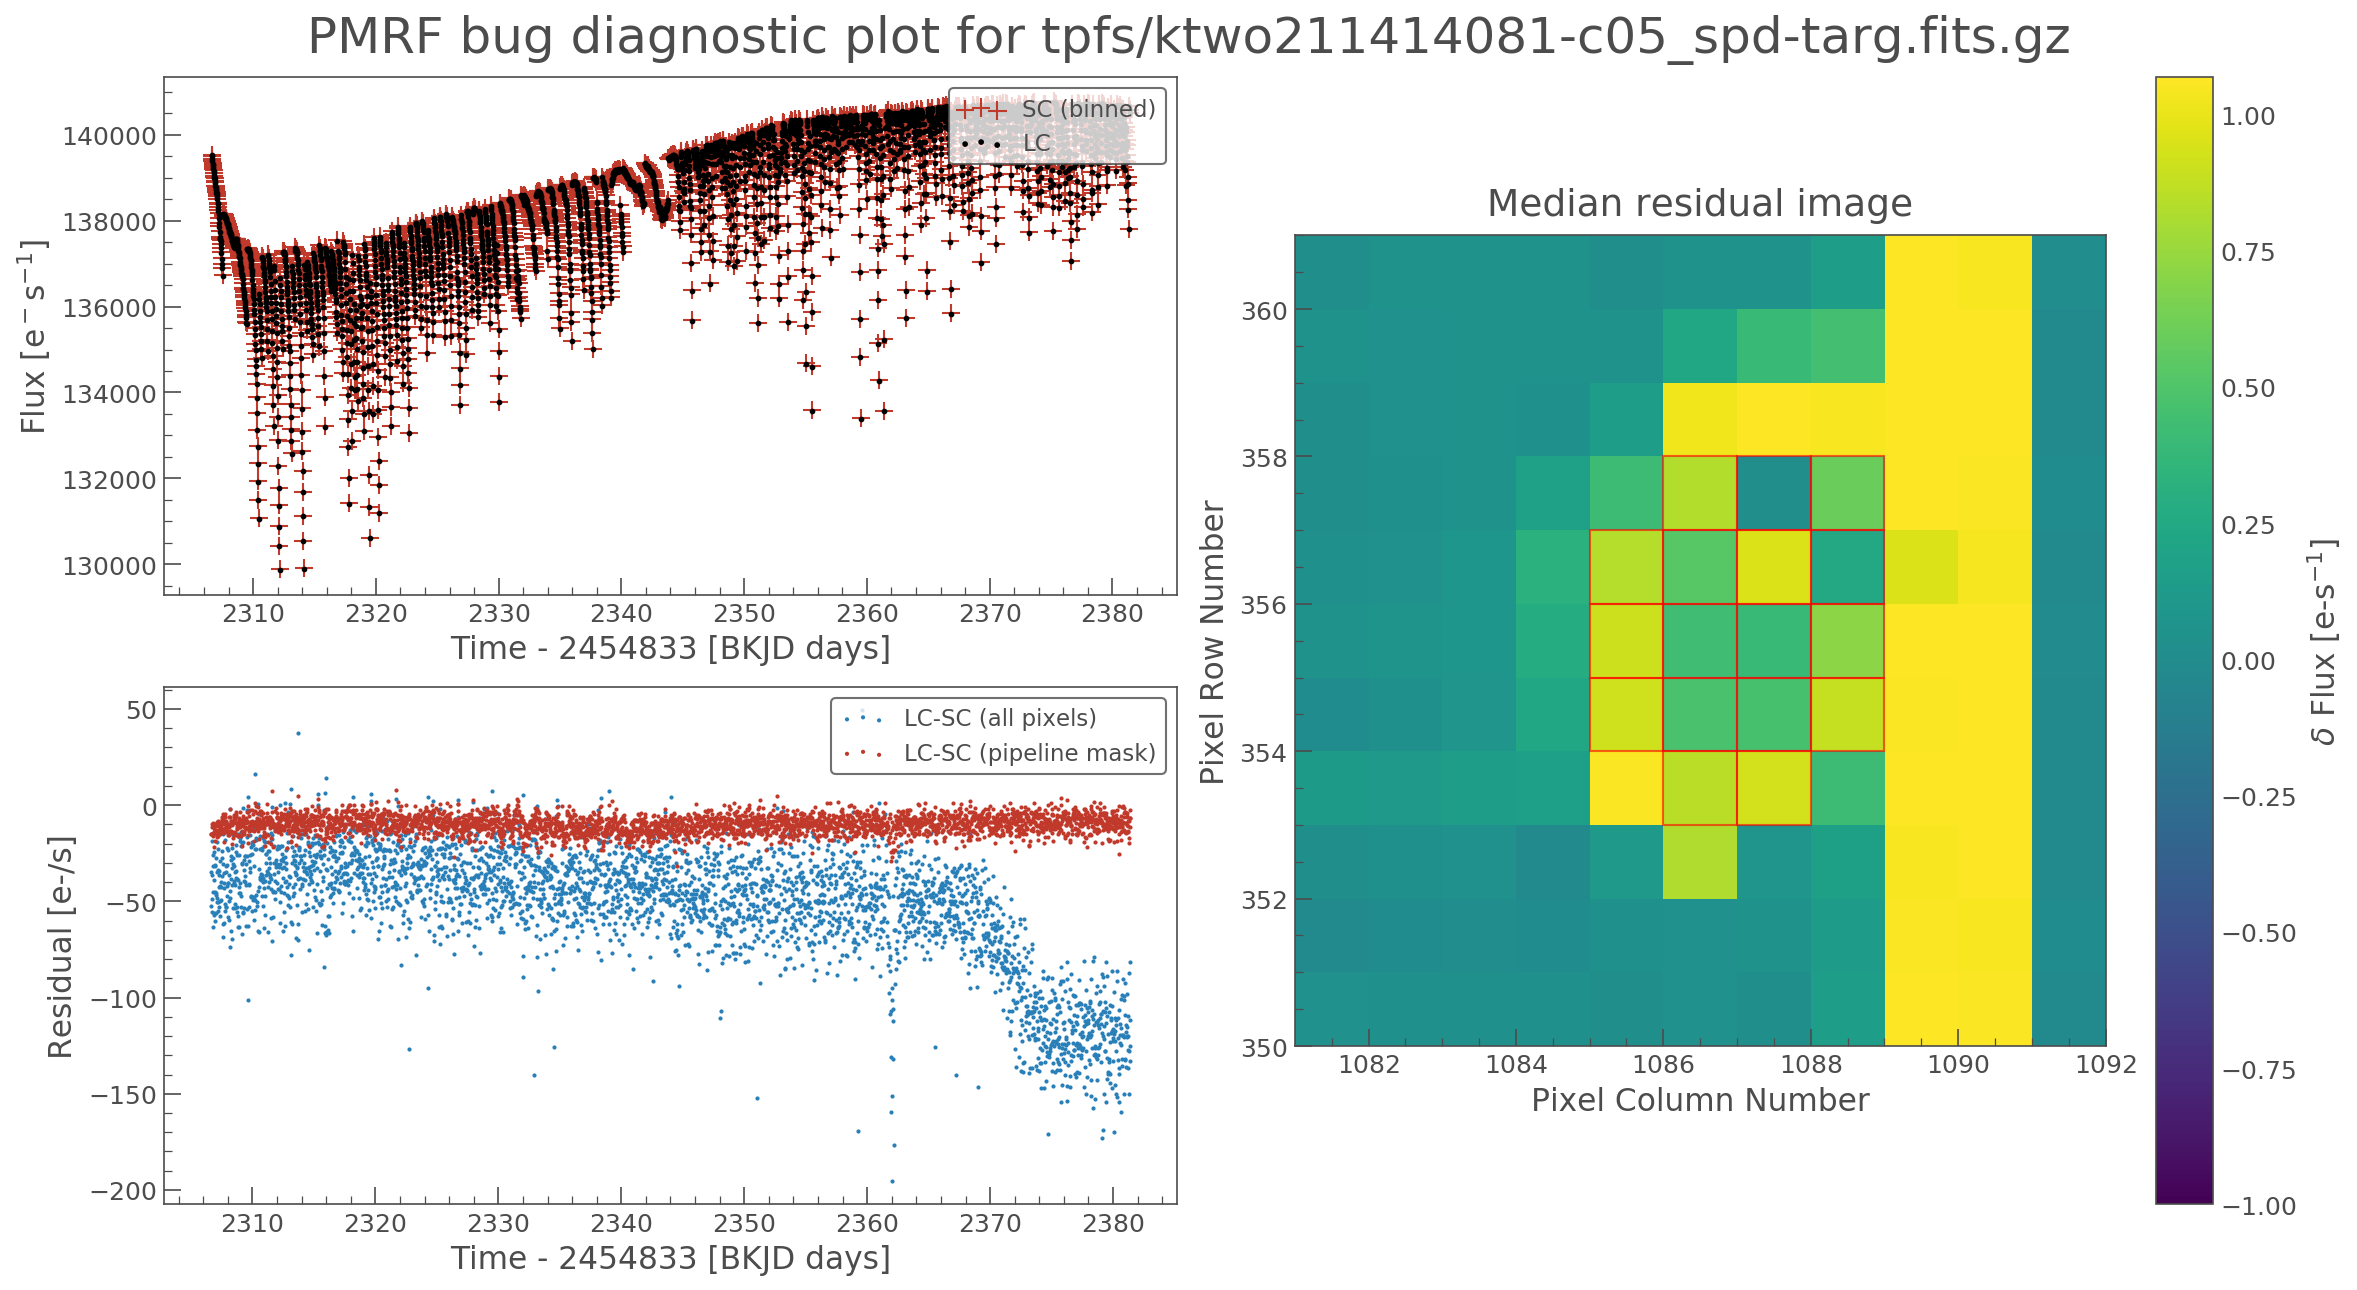 PMRF bug diagnostic plot for tpfs/ktwo211414081-c05_spd-targ.fits.gz
Flux [e⁻ s⁻¹]
140000
138000
136000
134000
132000
130000
SC (binned)
LC
2310 2320 2330 2340 2350 2360 2370 2380
Time - 2454833 [BKJD days]
Residual [e-/s]
50
0
−50
−100
−150
−200
LC-SC (all pixels)
LC-SC (pipeline mask)
2310 2320 2330 2340 2350 2360 2370 2380
Time - 2454833 [BKJD days]
Median residual image
Pixel Row Number
360
358
356
354
352
350
1082 1084 1086 1088 1090 1092
Pixel Column Number
1.00
0.75
0.50
0.25
0.00
−0.25
−0.50
−0.75
−1.00
δ Flux [e-s⁻¹]